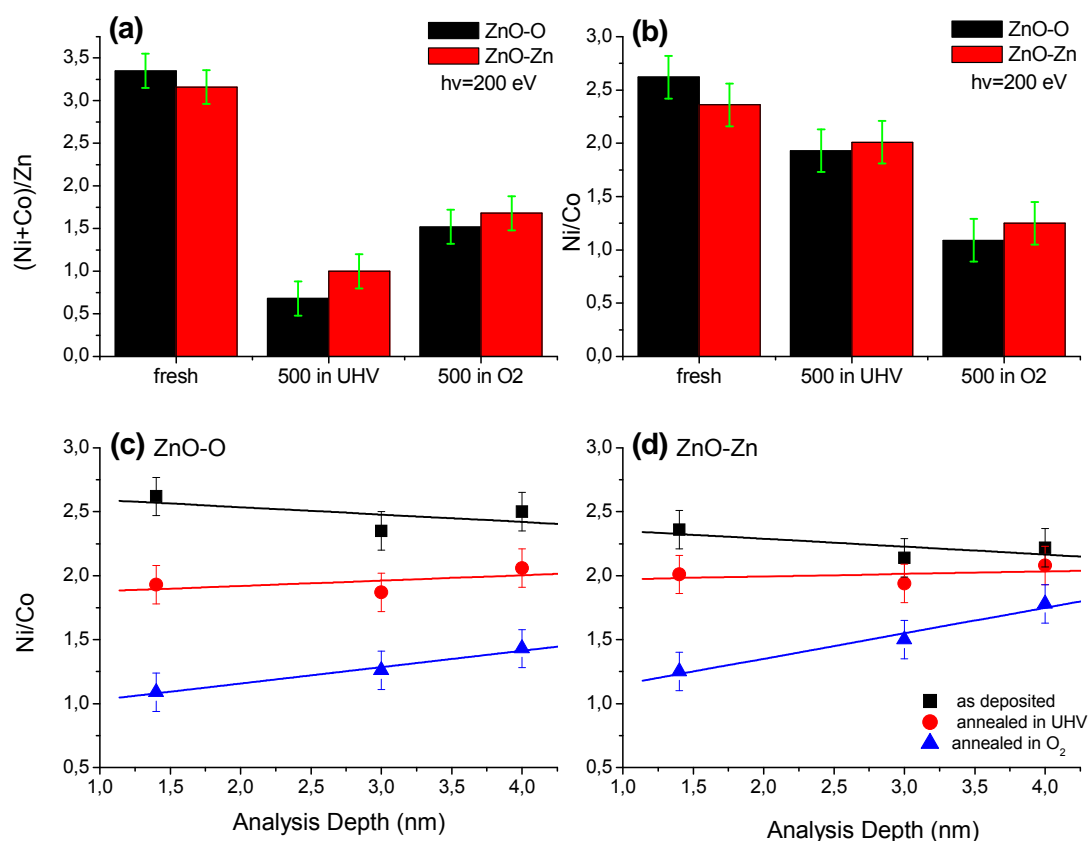 (a)
ZnO-O
ZnO-Zn
hv=200 eV
(Ni+Co)/Zn
3,5
3,0
2,5
2,0
1,5
1,0
0,5
0,0
fresh
500 in UHV
500 in O2
(b)
ZnO-O
ZnO-Zn
hv=200 eV
Ni/Co
3,0
2,5
2,0
1,5
1,0
0,5
0,0
fresh
500 in UHV
500 in O2
(c) ZnO-O
Ni/Co
3,0
2,5
2,0
1,5
1,0
0,5
1,0 1,5 2,0 2,5 3,0 3,5 4,0
Analysis Depth (nm)
(d) ZnO-Zn
3,0
2,5
2,0
1,5
1,0
0,5
as deposited
annealed in UHV
annealed in O₂
1,0 1,5 2,0 2,5 3,0 3,5 4,0
Analysis Depth (nm)